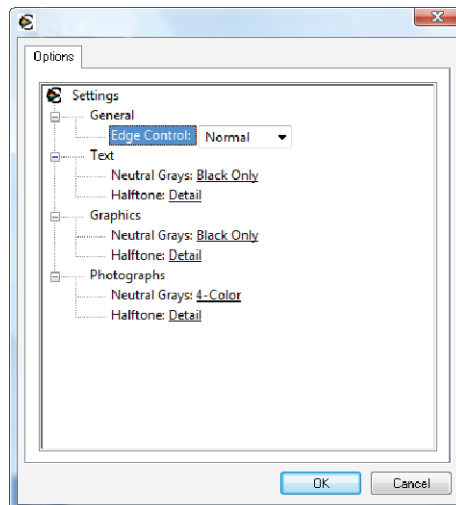 Options
Settings
General
Edge Control: Normal
Text
Neutral Grays: Black Only
Halftone: Detail
Graphics
Neutral Grays: Black Only
Halftone: Detail
Photographs
Neutral Grays: 4-Color
Halftone: Detail
OK Cancel